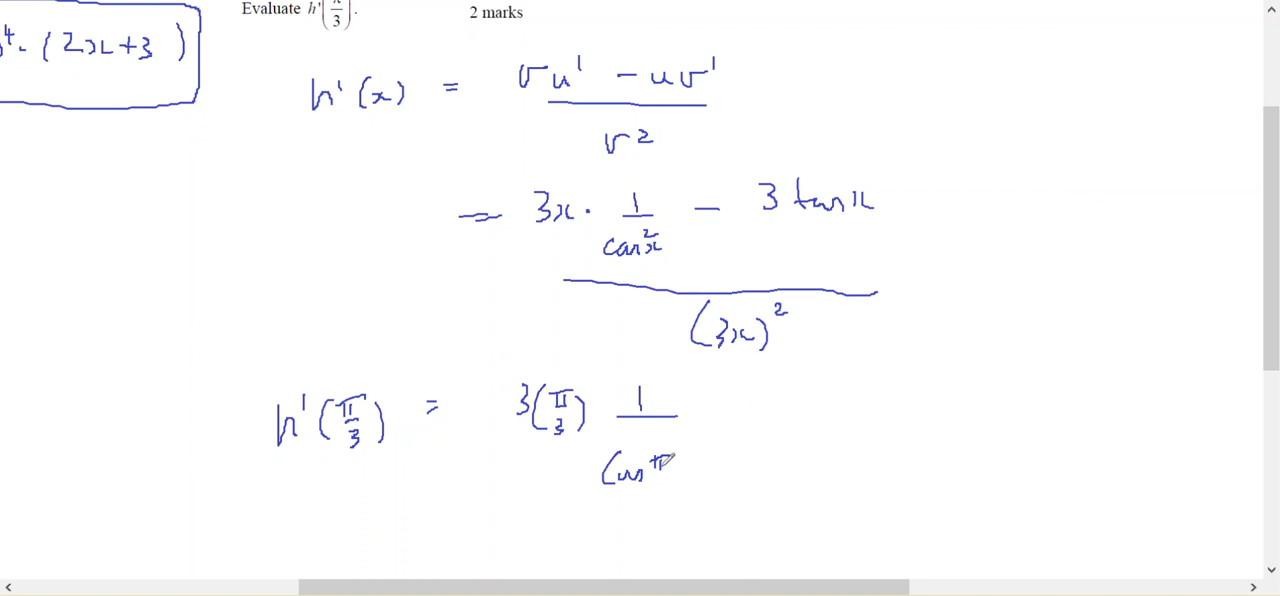 Evaluate h'(π/3). 2 marks
4. (2x+3)
h'(x) = vu' - uv'
v²
= 3x · 1/cos²x - 3 tanx
(3x)²
h'(π/3) = 3(π/3) 1
(cos π